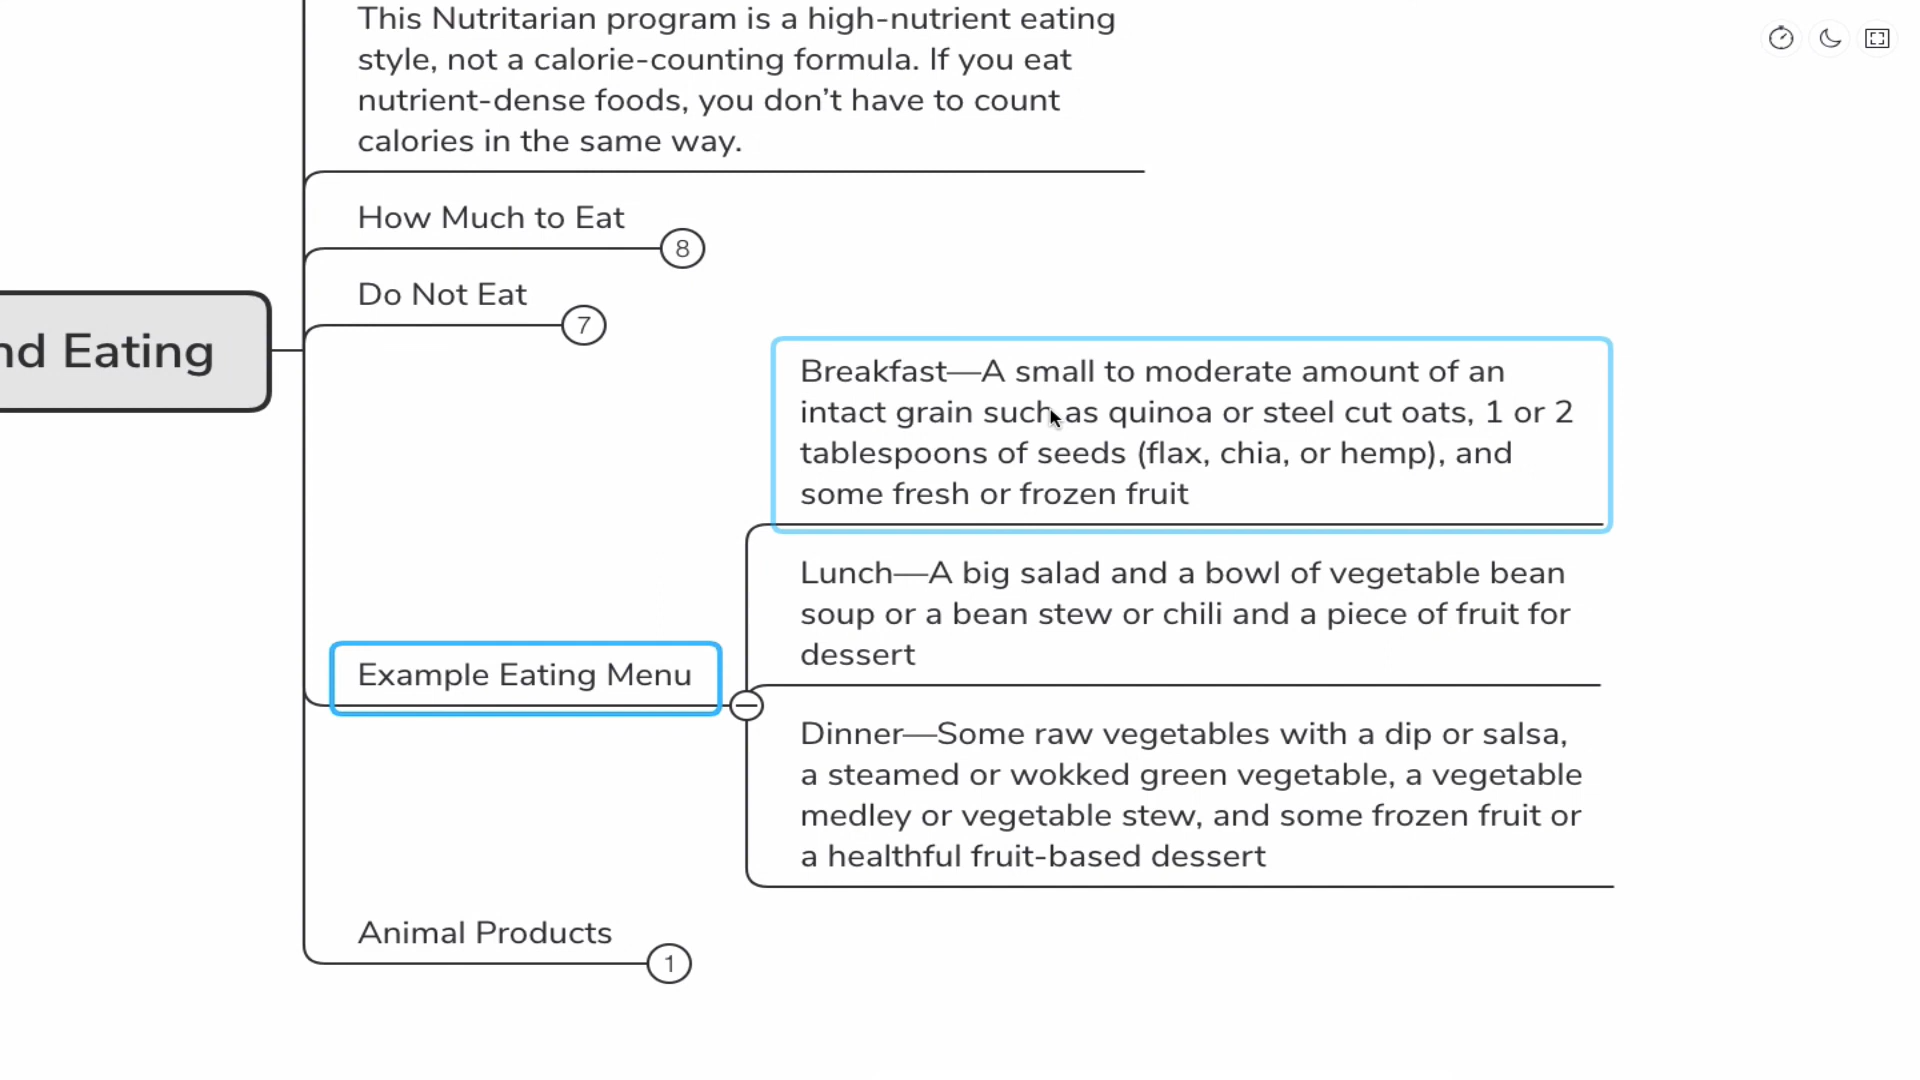 This Nutritarian program is a high-nutrient eating
style, not a calorie-counting formula. If you eat
nutrient-dense foods, you don’t have to count
calories in the same way.
How Much to Eat
8
Do Not Eat
7
nd Eating
Example Eating Menu
Breakfast—A small to moderate amount of an
intact grain such as quinoa or steel cut oats, 1 or 2
tablespoons of seeds (flax, chia, or hemp), and
some fresh or frozen fruit
Lunch—A big salad and a bowl of vegetable bean
soup or a bean stew or chili and a piece of fruit for
dessert
Dinner—Some raw vegetables with a dip or salsa,
a steamed or wokked green vegetable, a vegetable
medley or vegetable stew, and some frozen fruit or
a healthful fruit-based dessert
Animal Products
1